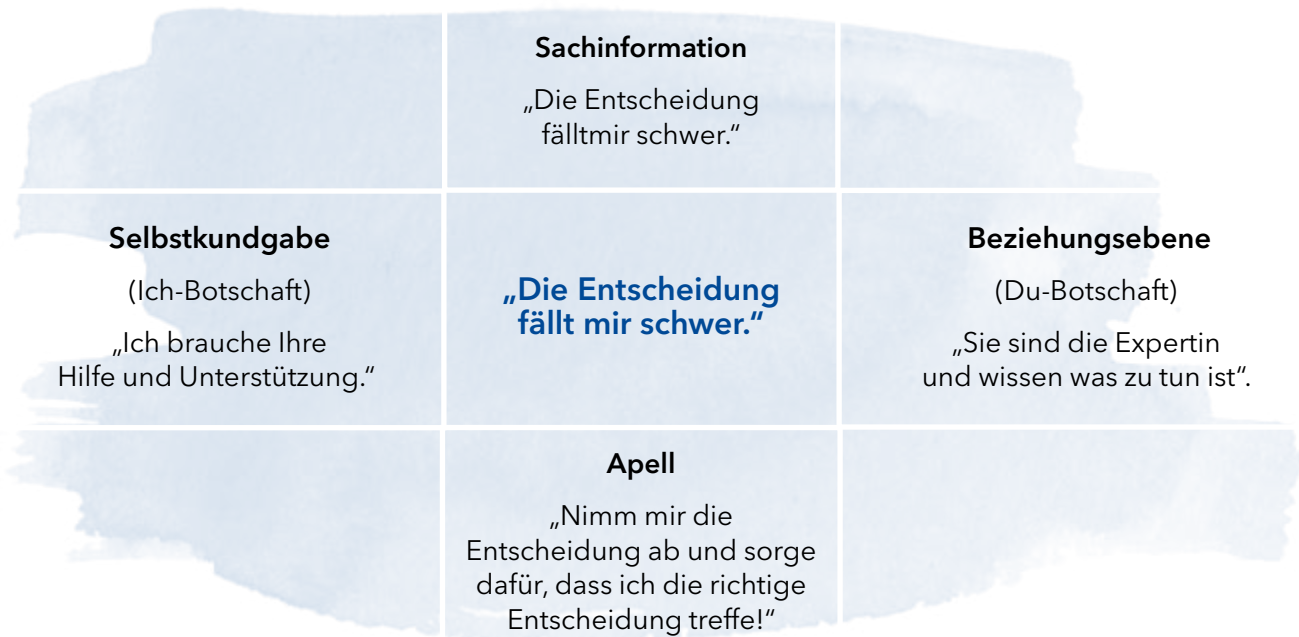 Sachinformation
„Die Entscheidung
fälltmir schwer.“
Selbstkundgabe
(Ich-Botschaft)
„Ich brauche Ihre
Hilfe und Unterstützung.“
„Die Entscheidung
fällt mir schwer.“
Beziehungsebene
(Du-Botschaft)
„Sie sind die Expertin
und wissen was zu tun ist“.
Apell
„Nimm mir die
Entscheidung ab und sorge
dafür, dass ich die richtige
Entscheidung treffe!“